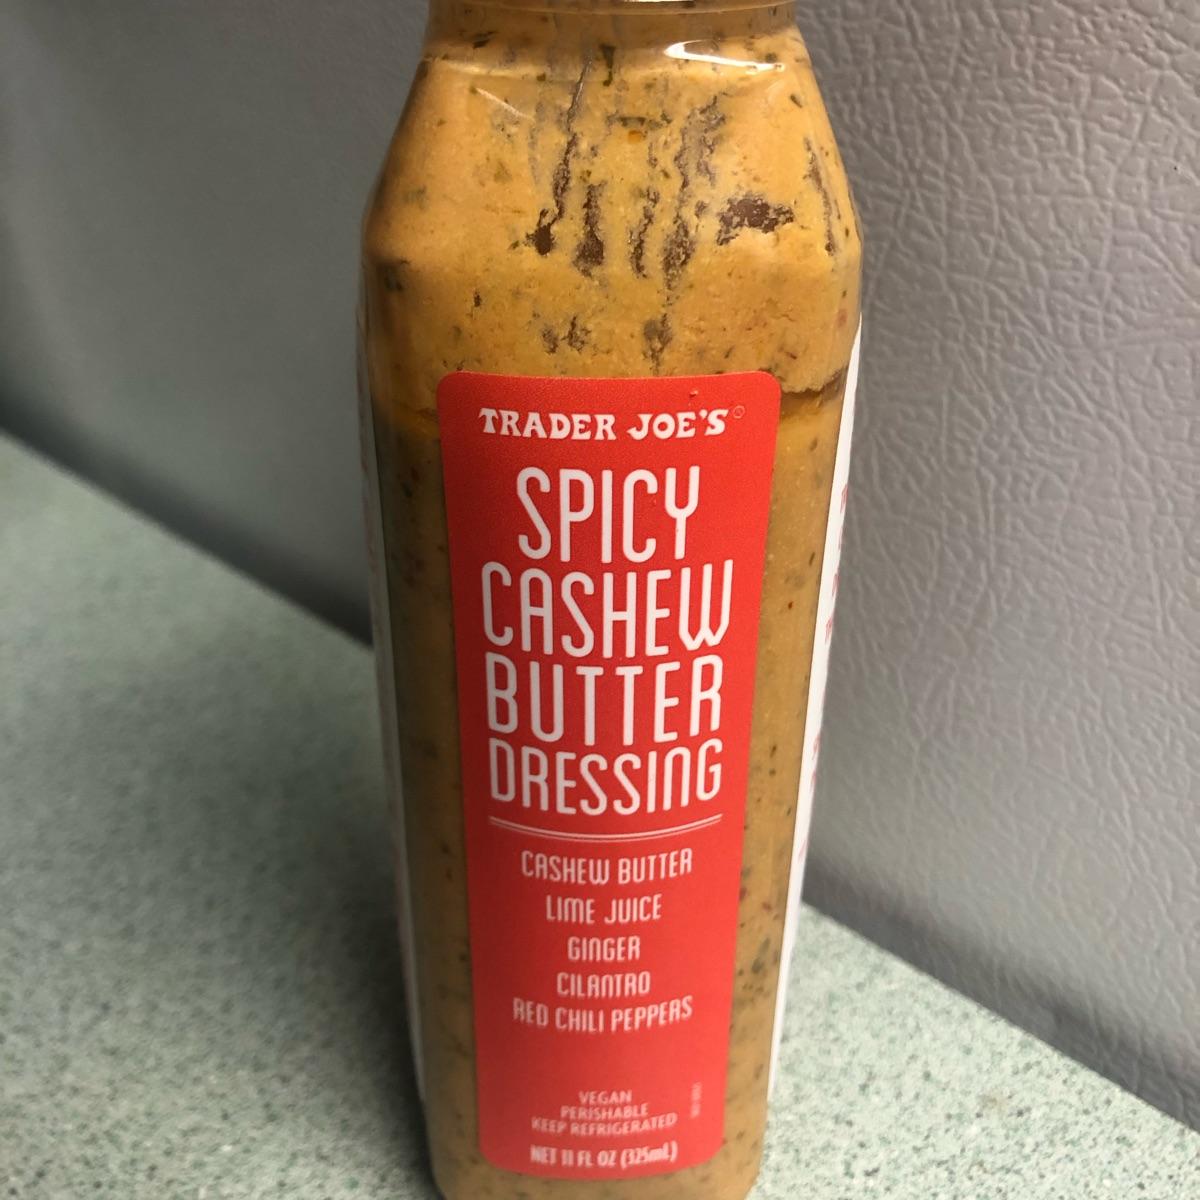 TRADER JOE'S®
SPICY
CASHEW
BUTTER
DRESSING
CASHEW BUTTER
LIME JUICE
GINGER
CILANTRO
RED CHILI PEPPERS
VEGAN
PERISHABLE
KEEP REFRIGERATED
NET 11 FL OZ (325mL)